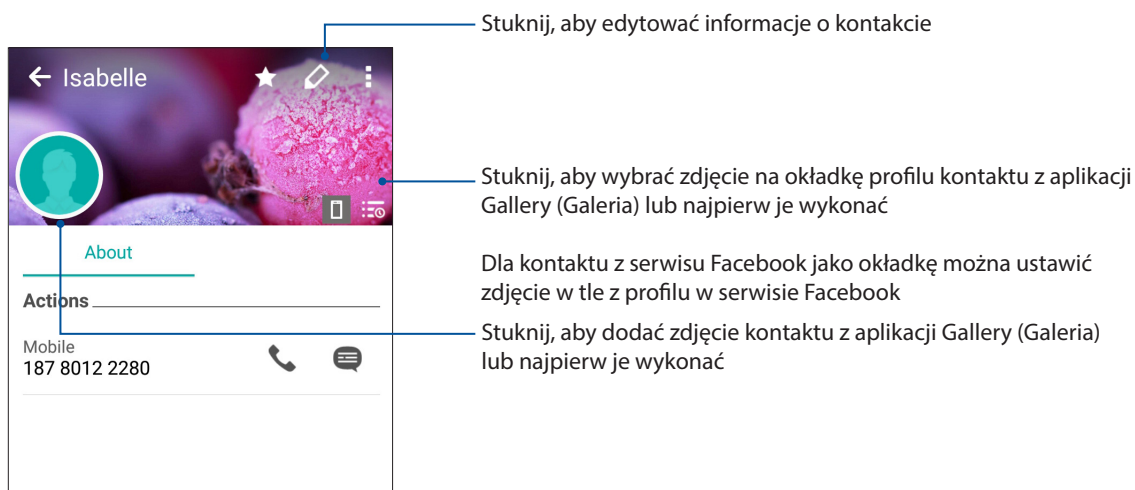 Stuknij, aby edytować informacje o kontakcie
Isabelle
Stuknij, aby wybrać zdjęcie na okładkę profilu kontaktu z aplikacji
Gallery (Galeria) lub najpierw je wykonać
Dla kontaktu z serwisu Facebook jako okładkę można ustawić
zdjęcie w tle z profilu w serwisie Facebook
Stuknij, aby dodać zdjęcie kontaktu z aplikacji Gallery (Galeria)
lub najpierw je wykonać
About
Actions
Mobile
187 8012 2280